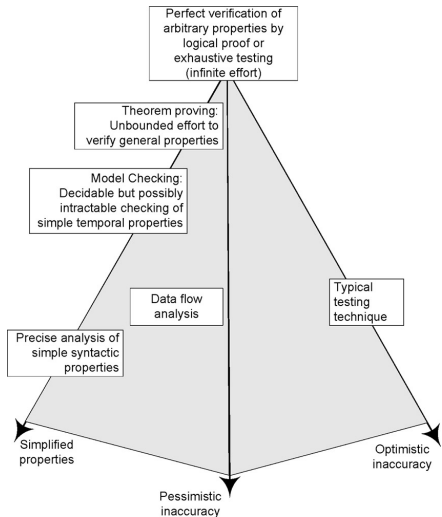 Perfect verification of
arbitrary properties by
logical proof or
exhaustive testing
(infinite effort)
Theorem proving:
Unbounded effort to
verify general properties
Model Checking:
Decidable but possibly
intractable checking of
simple temporal properties
Data flow
analysis
Typical
testing
technique
Precise analysis of
simple syntactic
properties
Simplified
properties
Optimistic
inaccuracy
Pessimistic
inaccuracy